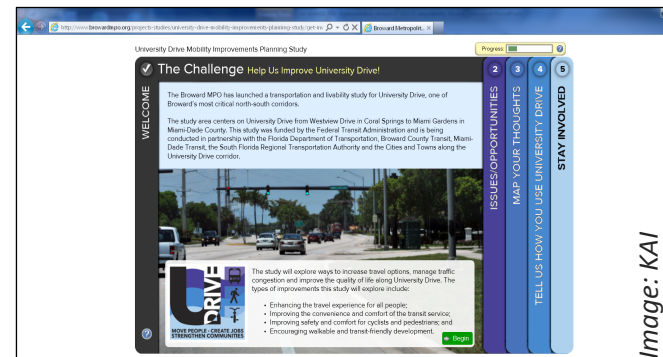 http://www.browardmpo.org/projects-studies/university-drive-mobility-improvements-planning-study/get-inv
Broward Metropolit...
University Drive Mobility Improvements Planning Study
Progress:
The Challenge Help Us Improve University Drive!
WELCOME
The Broward MPO has launched a transportation and livability study for University Drive, one of
Broward's most critical north-south corridors.
The study area centers on University Drive from Westview Drive in Coral Springs to Miami Gardens in
Miami-Dade County. This study was funded by the Federal Transit Administration and is being
conducted in partnership with the Florida Department of Transportation, Broward County Transit, Miami-
Dade Transit, the South Florida Regional Transportation Authority and the Cities and Towns along the
University Drive corridor.
U DRIVE
MOVE PEOPLE - CREATE JOBS
STRENGTHEN COMMUNITIES
The study will explore ways to increase travel options, manage traffic
congestion and improve the quality of life along University Drive. The
types of improvements this study will explore include:
• Enhancing the travel experience for all people;
• Improving the convenience and comfort of the transit service;
• Improving safety and comfort for cyclists and pedestrians; and
• Encouraging walkable and transit-friendly development.
Begin
2
ISSUES/OPPORTUNITIES
3
MAP YOUR THOUGHTS
4
TELL US HOW YOU USE UNIVERSITY DRIVE
5
STAY INVOLVED
Image: KAI